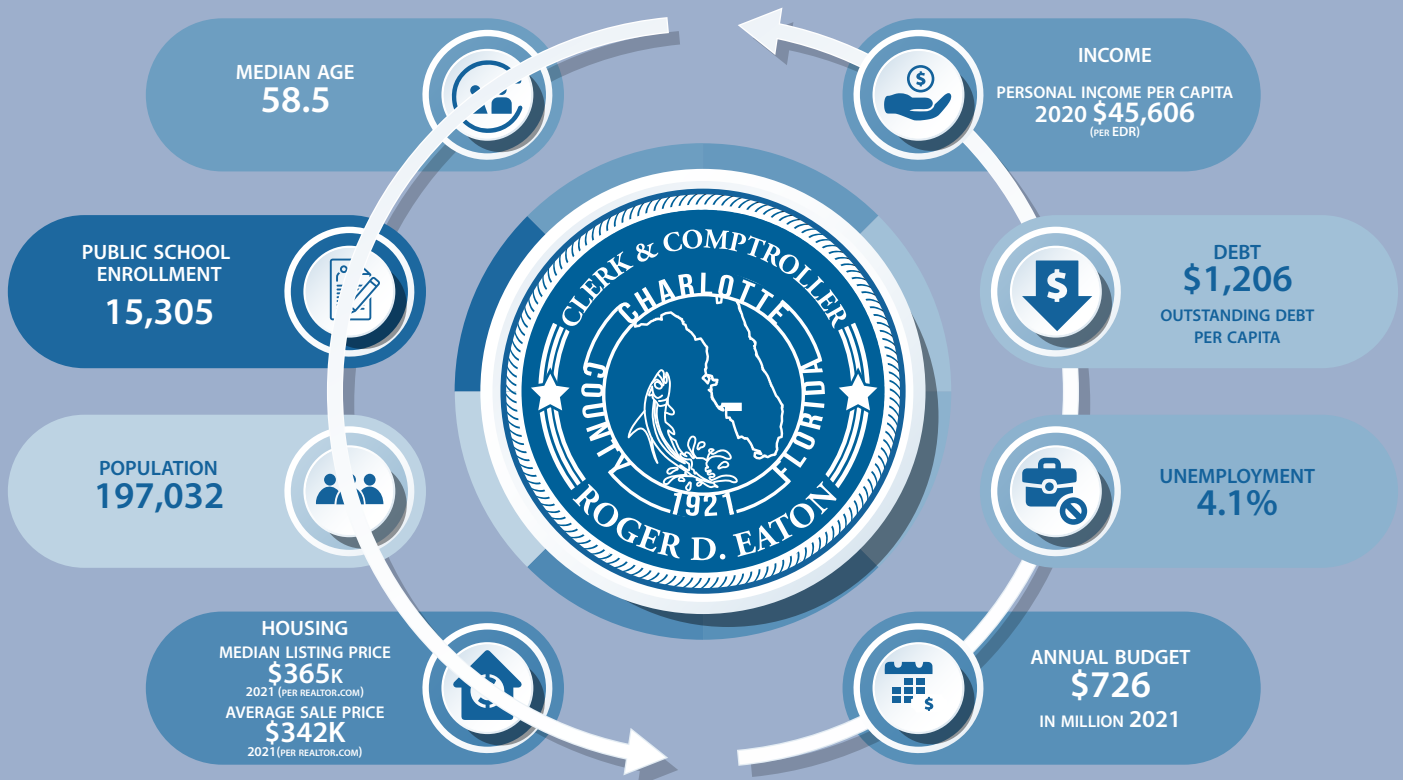 MEDIAN AGE
58.5
PUBLIC SCHOOL
ENROLLMENT
15,305
POPULATION
197,032
HOUSING
MEDIAN LISTING PRICE
$365K
2021 (PER REALTOR.COM)
AVERAGE SALE PRICE
$342K
2021(PER REALTOR.COM)
CLERK & COMPTROLLER
CHARLOTTE
COUNTY
FLORIDA
1921
ROGER D. EATON
INCOME
PERSONAL INCOME PER CAPITA
2020 $45,606
(PER EDR)
DEBT
$1,206
OUTSTANDING DEBT
PER CAPITA
UNEMPLOYMENT
4.1%
ANNUAL BUDGET
$726
IN MILLION 2021